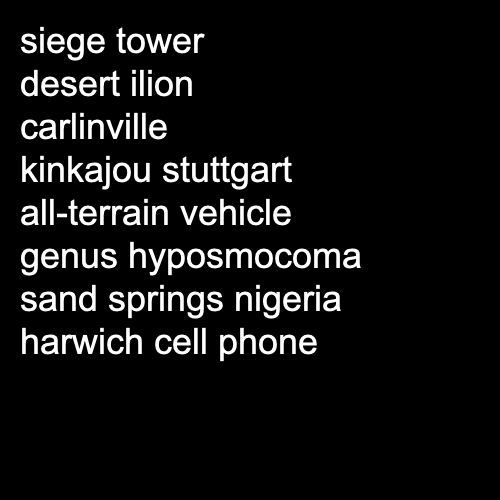 siege tower
desert ilion
carlinville
kinkajou stuttgart
all-terrain vehicle
genus hyposmocoma
sand springs nigeria
harwich cell phone